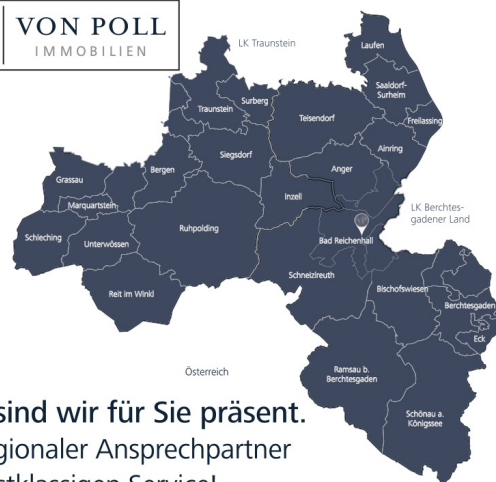 VON POLL
IMMOBILIEN
LK Traunstein
Laufen
Saaldorf-
Surheim
Surberg
Traunstein
Teisendorf
Freilassing
Ainring
Siegsdorf
Anger
Bergen
Grassau
Inzell
Marquartstein
LK Berchtes-
gadener Land
Ruhpolding
Schleching
Unterwössen
Bad Reichenhall
Schneizlreuth
Bischofswiesen
Reit im Winkl
Berchtesgaden
Eck
Österreich
Ramsau b.
Berchtesgaden
Schönau a.
Königssee
sind wir für Sie präsent.
gionaler Ansprechpartner
stklassigen Service!